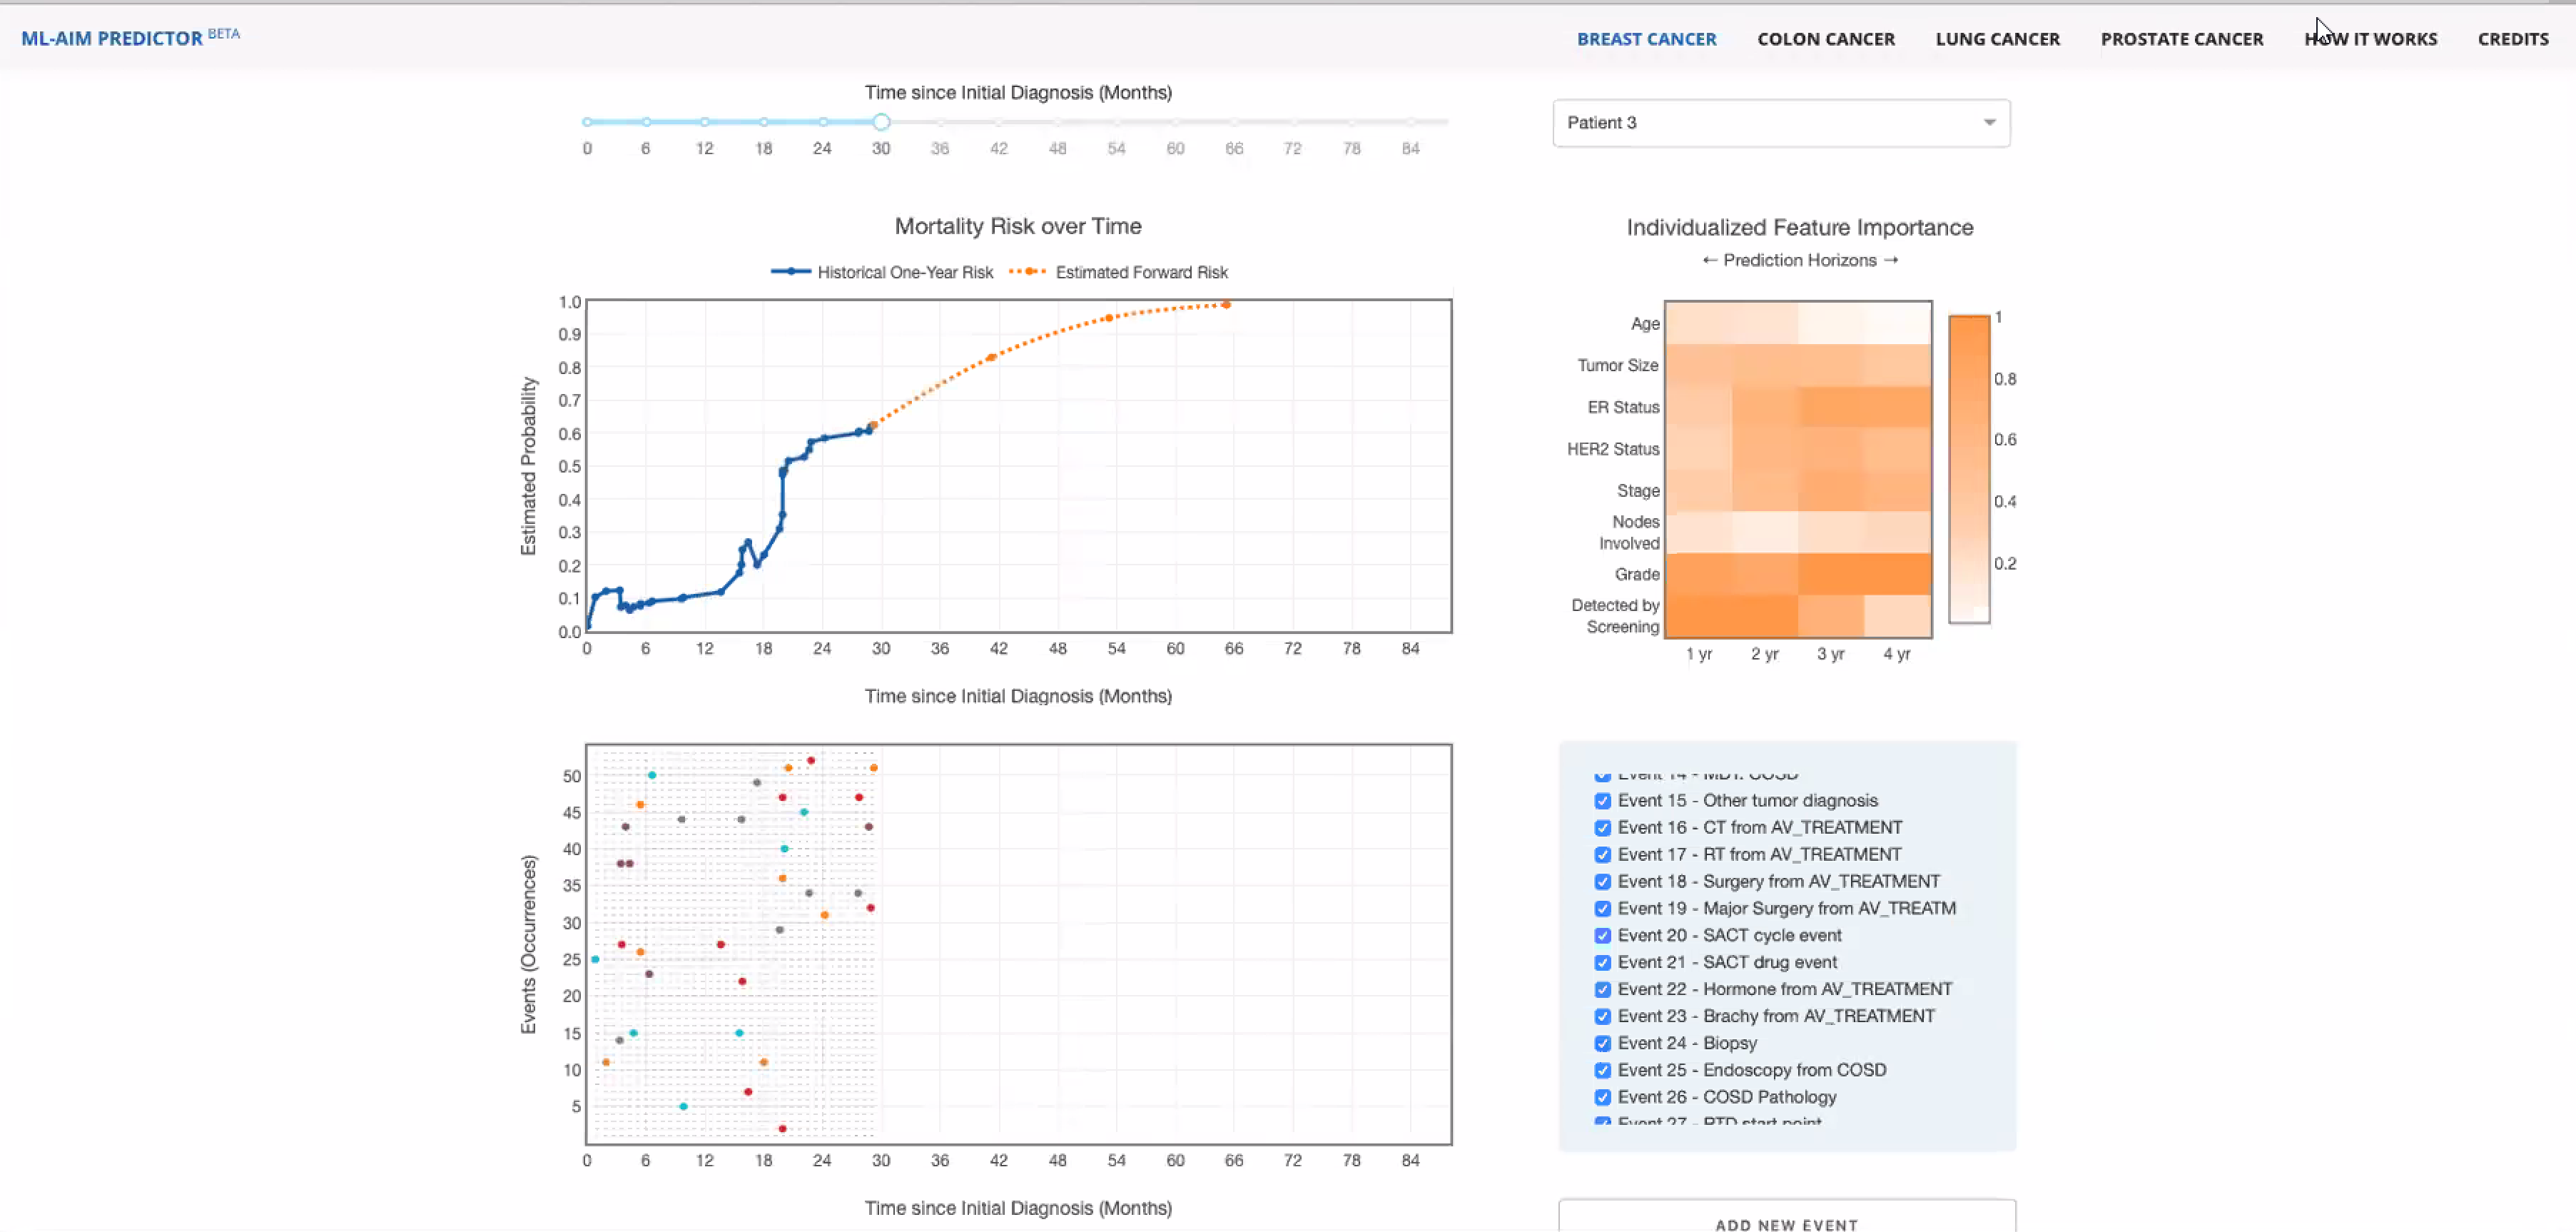 ML-AIM PREDICTOR BETA
BREAST CANCER COLON CANCER LUNG CANCER PROSTATE CANCER HOW IT WORKS CREDITS
Time since Initial Diagnosis (Months)
0 6 12 18 24 30 36 42 48 54 60 66 72 78 84
Patient 3
Mortality Risk over Time
Historical One-Year Risk Estimated Forward Risk
Estimated Probability
1.0
0.9
0.8
0.7
0.6
0.5
0.4
0.3
0.2
0.1
0.0
0 6 12 18 24 30 36 42 48 54 60 66 72 78 84
Time since Initial Diagnosis (Months)
Individualized Feature Importance
← Prediction Horizons →
Age
Tumor Size
ER Status
HER2 Status
Stage
Nodes
Involved
Grade
Detected by
Screening
1 yr 2 yr 3 yr 4 yr
1
0.8
0.6
0.4
0.2
Events (Occurrences)
50
45
40
35
30
25
20
15
10
5
0 6 12 18 24 30 36 42 48 54 60 66 72 78 84
Time since Initial Diagnosis (Months)
Event 14 - MDT: COSD
Event 15 - Other tumor diagnosis
Event 16 - CT from AV_TREATMENT
Event 17 - RT from AV_TREATMENT
Event 18 - Surgery from AV_TREATMENT
Event 19 - Major Surgery from AV_TREATM
Event 20 - SACT cycle event
Event 21 - SACT drug event
Event 22 - Hormone from AV_TREATMENT
Event 23 - Brachy from AV_TREATMENT
Event 24 - Biopsy
Event 25 - Endoscopy from COSD
Event 26 - COSD Pathology
Event 27 - RTD start point
ADD NEW EVENT